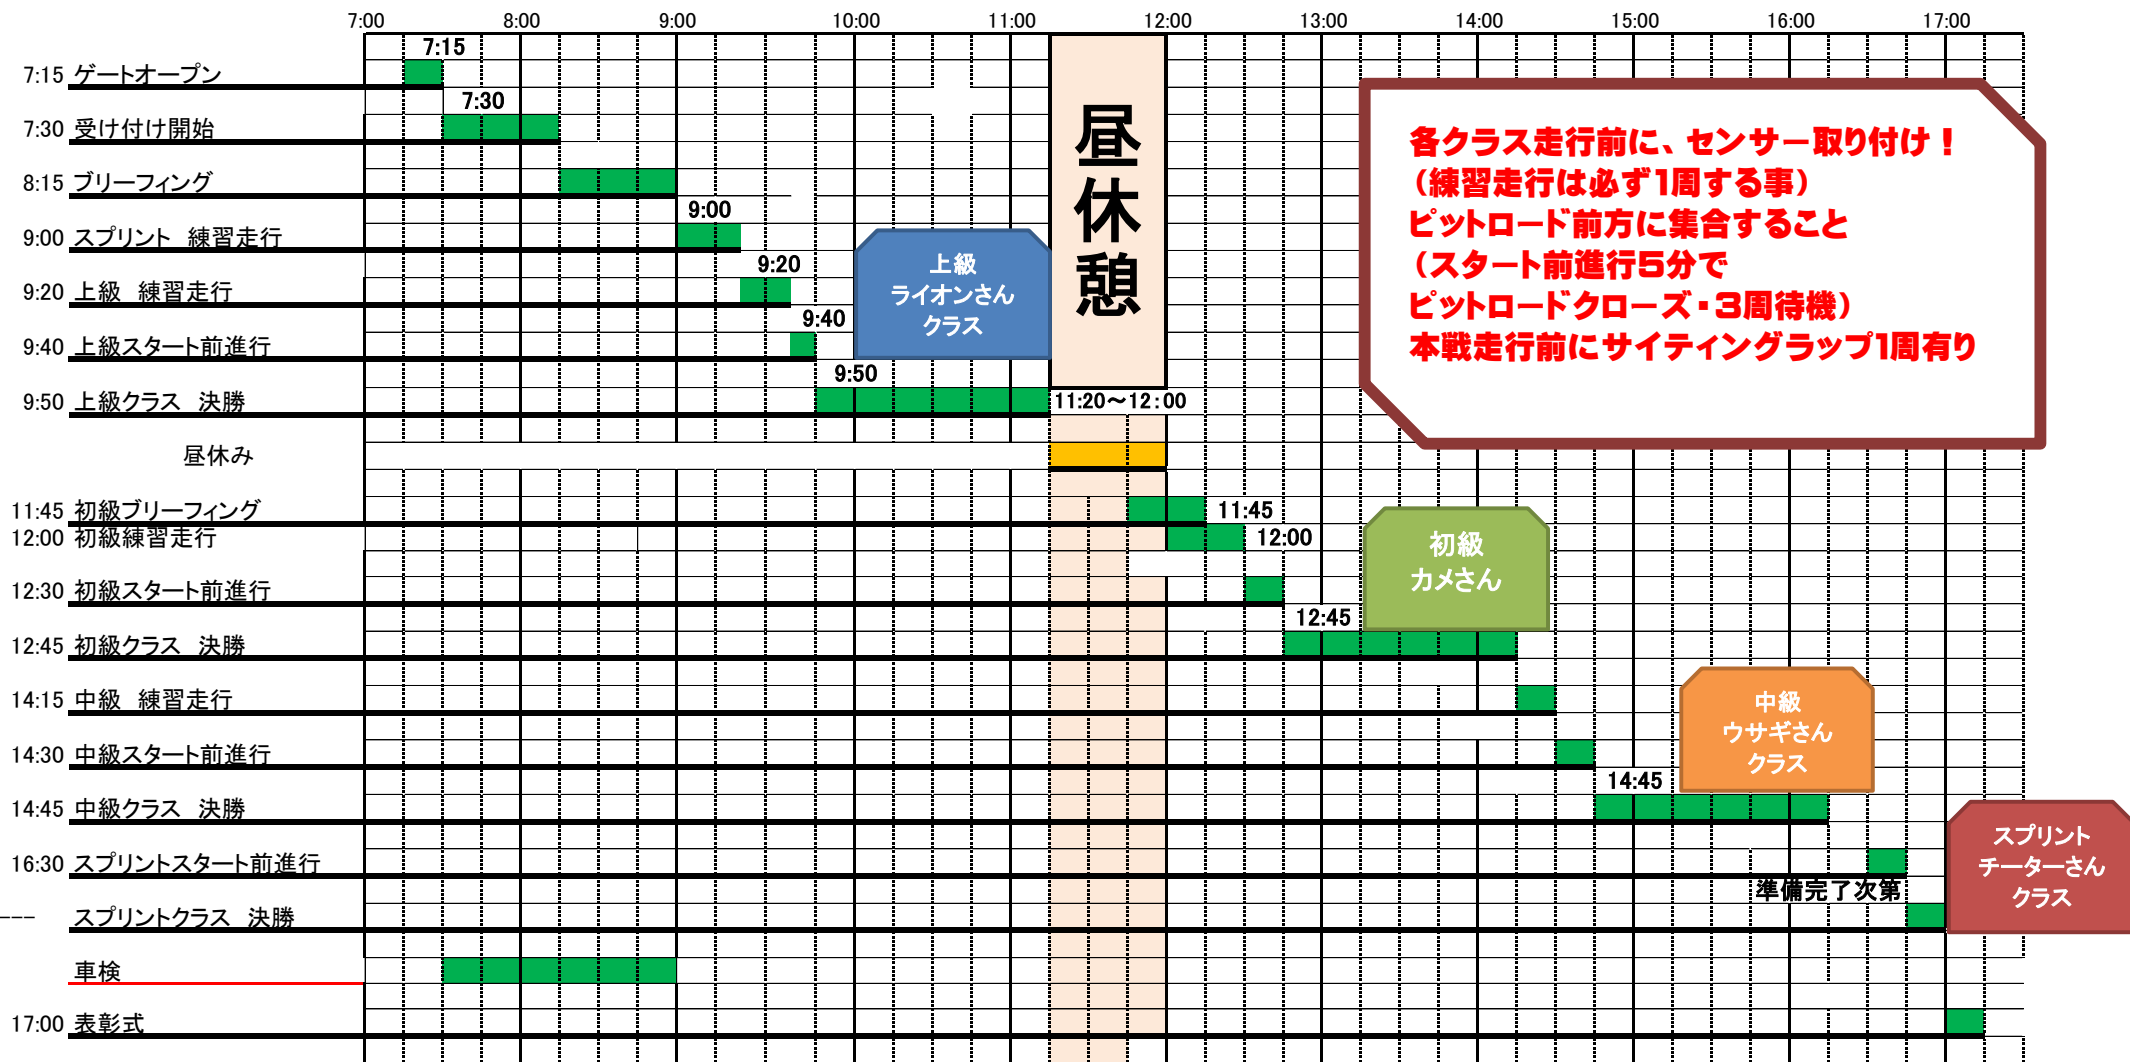 7:00 8:00 9:00 10:00 11:00 12:00 13:00 14:00 15:00 16:00 17:00
7:15
7:15 ゲートオープン
7:30
7:30 受け付け開始
8:15 ブリーフィング
9:00
9:00 スプリント 練習走行
9:20
9:20 上級 練習走行
9:40
9:40 上級スタート前進行
9:50
9:50 上級クラス 決勝
上級
ライオンさん
クラス
昼休憩
11:20～12:00
各クラス走行前に、センサー取り付け！
（練習走行は必ず1周する事）
ピットロード前方に集合すること
（スタート前進行5分で
ピットロードクローズ・3周待機）
本戦走行前にサイティングラップ1周有り
昼休み
11:45 初級ブリーフィング 11:45
12:00 初級練習走行 12:00
12:30 初級スタート前進行
初級
カメさん
12:45
12:45 初級クラス 決勝
14:15 中級 練習走行
14:30 中級スタート前進行
中級
ウサギさん
クラス
14:45
14:45 中級クラス 決勝
16:30 スプリントスタート前進行
準備完了次第
--- スプリントクラス 決勝
スプリント
チーターさん
クラス
車検
17:00 表彰式